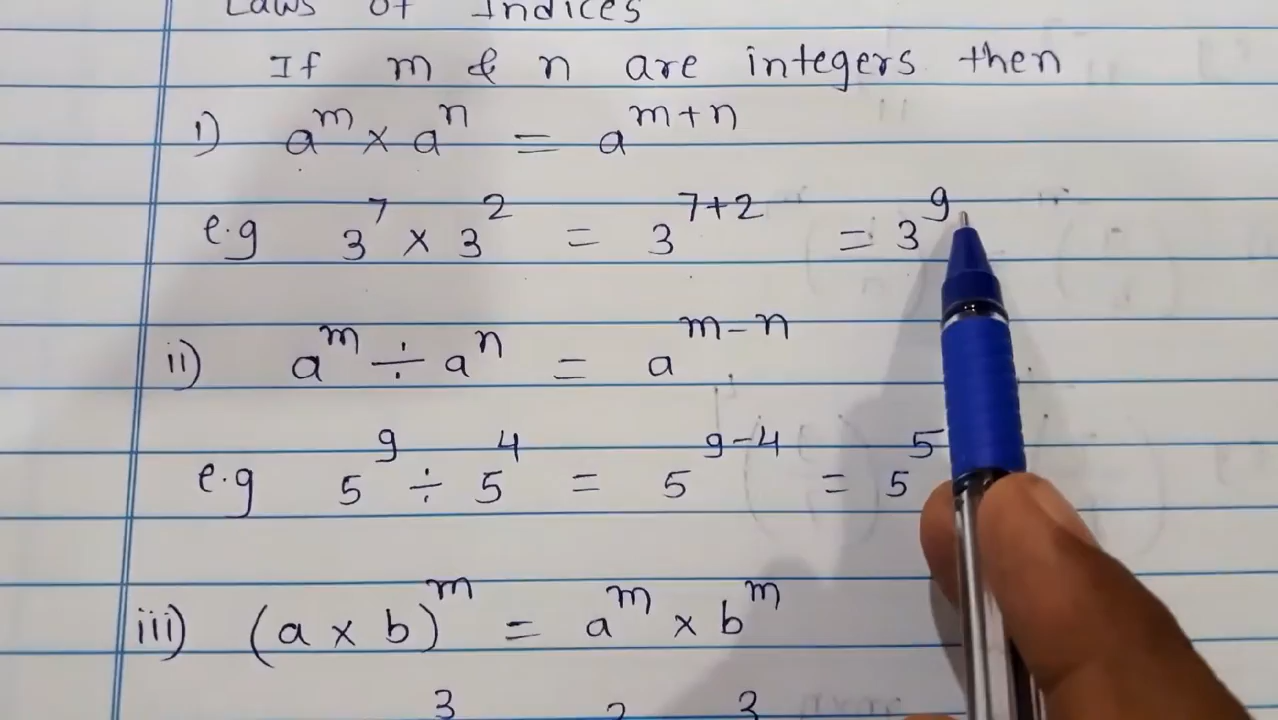 Laws of Indices
If m & n are integers then
i) a^m × a^n = a^(m+n)
e.g 3^7 × 3^2 = 3^(7+2) = 3^9
ii) a^m ÷ a^n = a^(m-n)
e.g 5^9 ÷ 5^4 = 5^(9-4) = 5^5
iii) (a × b)^m = a^m × b^m